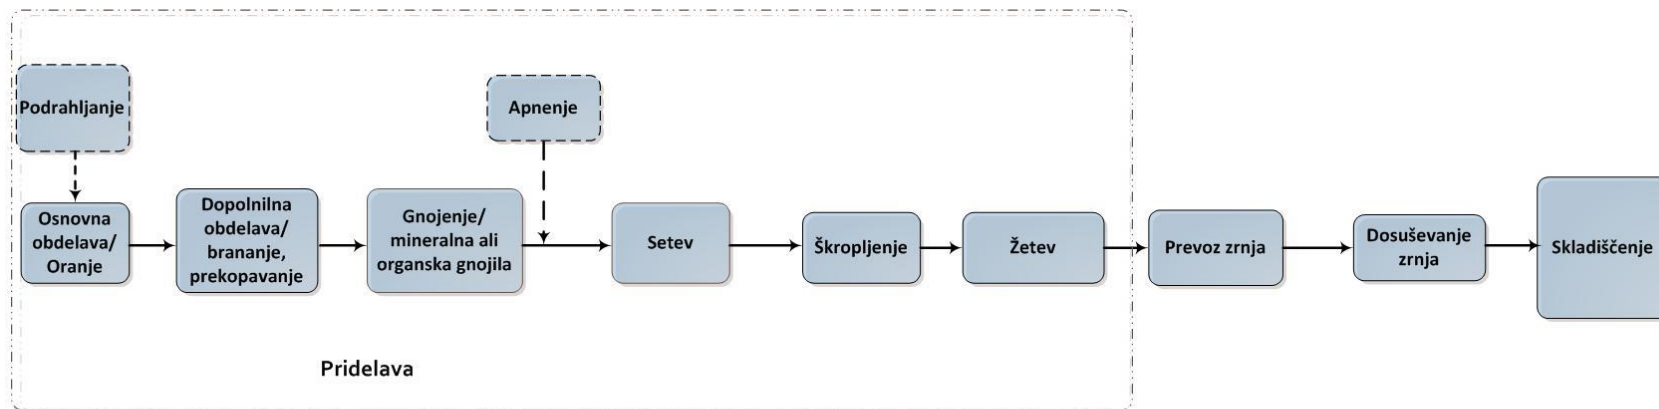 Podrahljanje
Apnenje
Osnovna
obdelava/
Oranje
Dopolnilna
obdelava/
brananje,
prekopavanje
Gnojenje/
mineralna ali
organska gnojila
Setev
Škropljenje
Žetev
Prevoz zrnja
Dosuševanje
zrnja
Skladiščenje
Pridelava